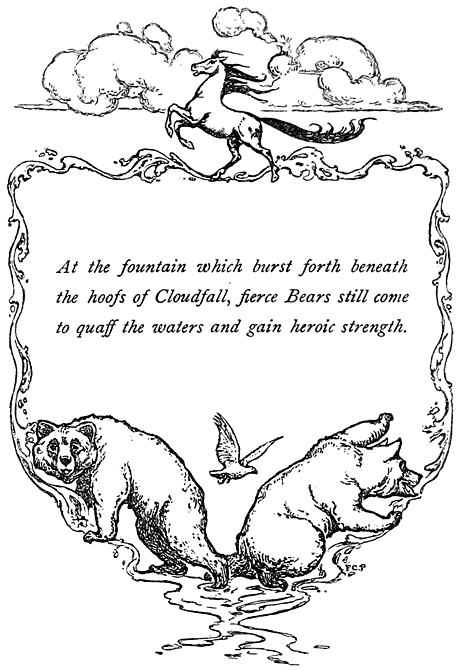 At the fountain which burst forth beneath
the hoofs of Cloudfall, fierce Bears still come
to quaff the waters and gain heroic strength.
F.C.P.